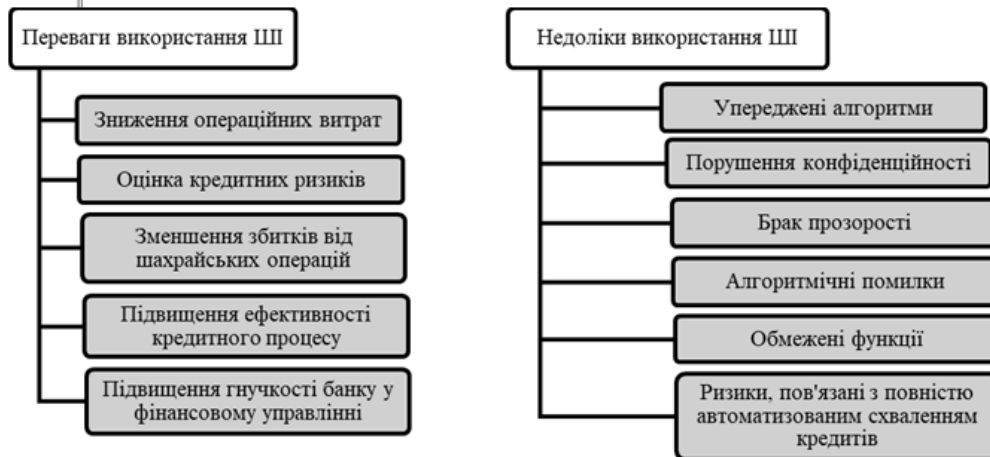 Переваги використання ШІ
Зниження операційних витрат
Оцінка кредитних ризиків
Зменшення збитків від
шахрайських операцій
Підвищення ефективності
кредитного процесу
Підвищення гнучкості банку у
фінансовому управлінні
Недоліки використання ШІ
Упереджені алгоритми
Порушення конфіденційності
Брак прозорості
Алгоритмічні помилки
Обмежені функції
Ризики, пов'язані з повністю
автоматизованим схваленням
кредитів